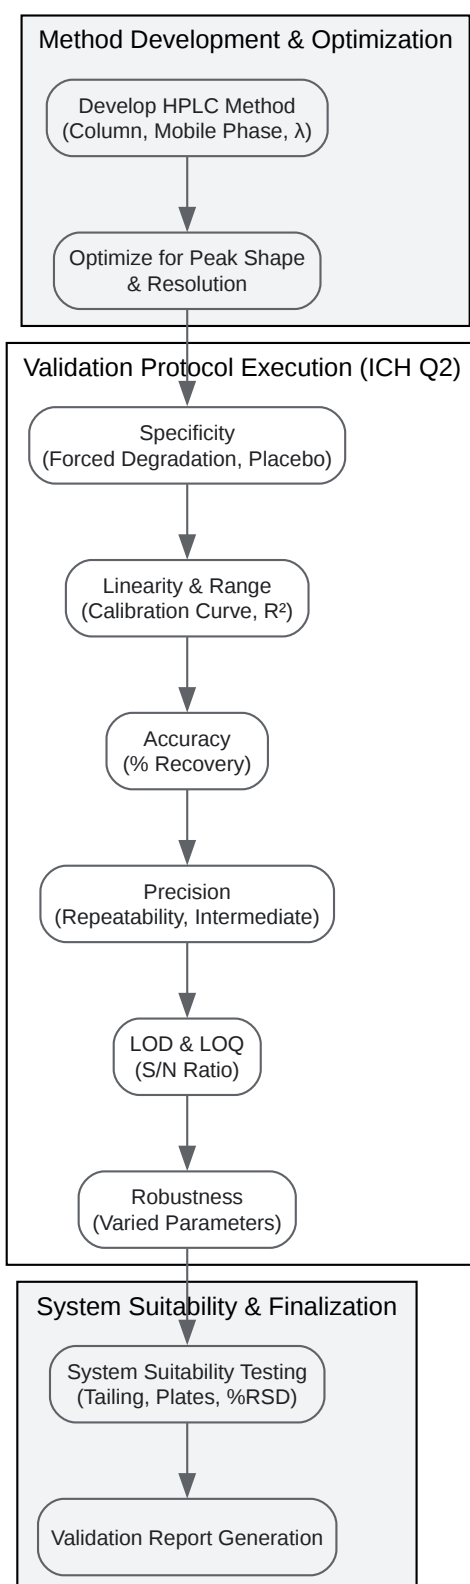 Method Development & Optimization
Develop HPLC Method
(Column, Mobile Phase, λ)
Optimize for Peak Shape
& Resolution
Validation Protocol Execution (ICH Q2)
Specificity
(Forced Degradation, Placebo)
Linearity & Range
(Calibration Curve, R²)
Accuracy
(% Recovery)
Precision
(Repeatability, Intermediate)
LOD & LOQ
(S/N Ratio)
Robustness
(Varied Parameters)
System Suitability & Finalization
System Suitability Testing
(Tailing, Plates, %RSD)
Validation Report Generation